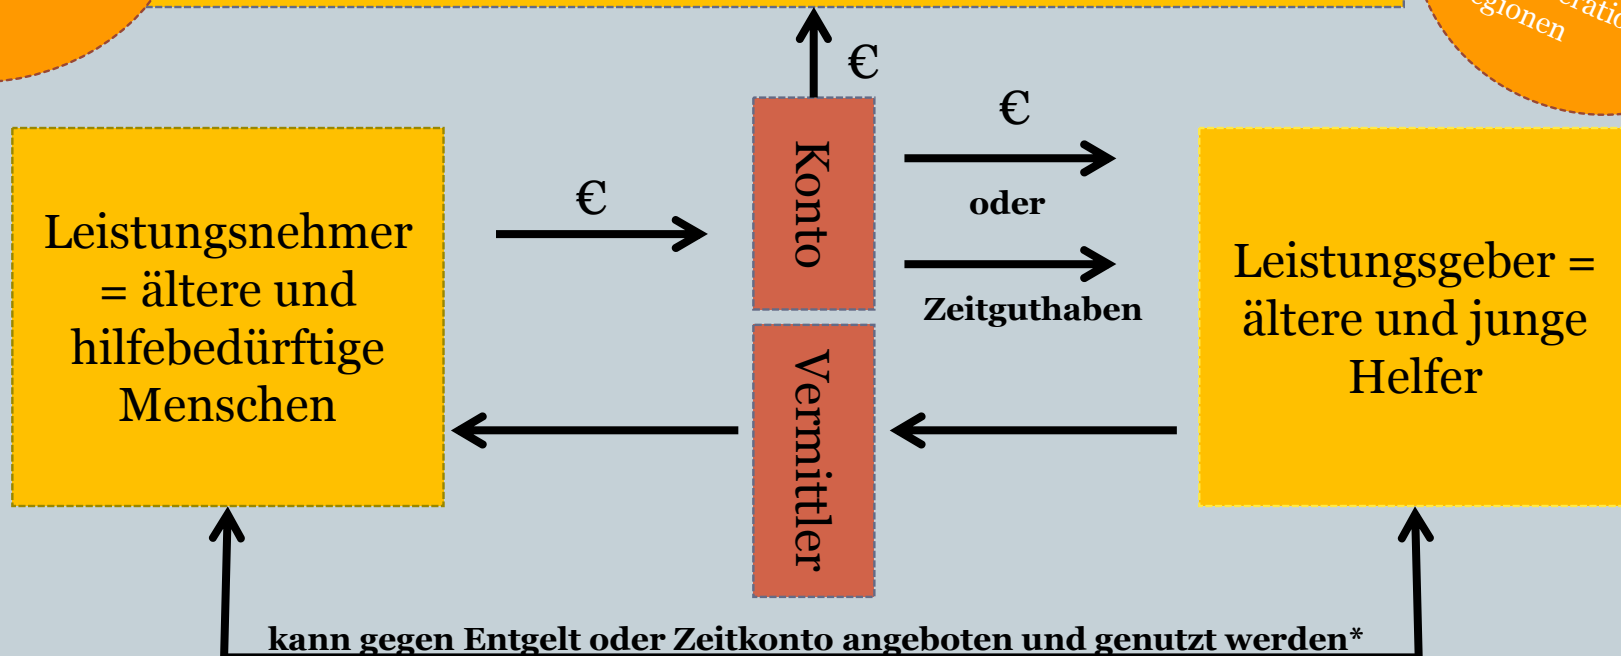 egionen
€
€
€
Konto
oder
Zeitguthaben
Leistungsnehmer
= ältere und
hilfebedürftige
Menschen
Leistungsgeber =
ältere und junge
Helfer
Vermittler
kann gegen Entgelt oder Zeitkonto angeboten und genutzt werden*